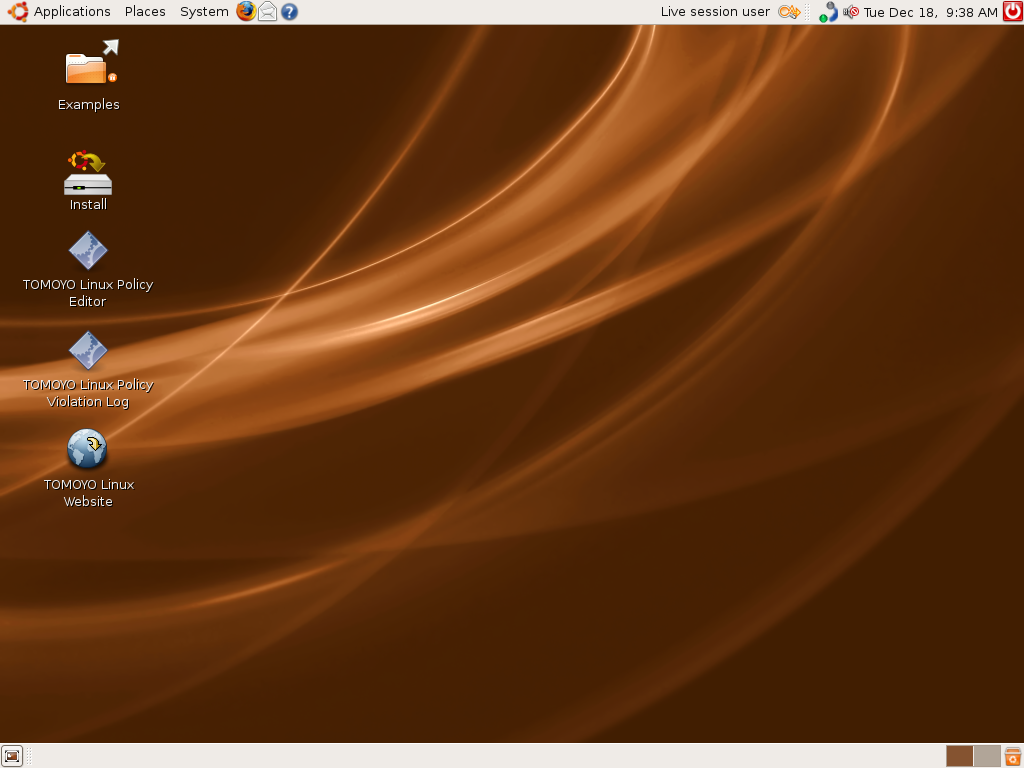 Applications Places System Live session user Tue Dec 18, 9:38 AM
Examples
Install
TOMOYO Linux Policy
Editor
TOMOYO Linux Policy
Violation Log
TOMOYO Linux
Website